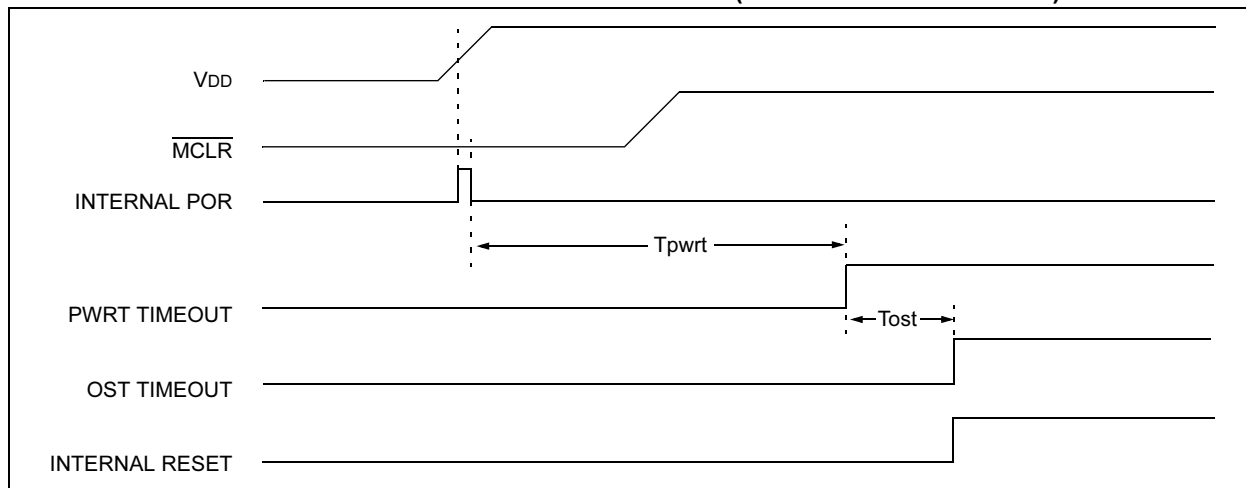 VDD
MCLR
INTERNAL POR
Tpwrt
PWRT TIMEOUT
Tost
OST TIMEOUT
INTERNAL RESET